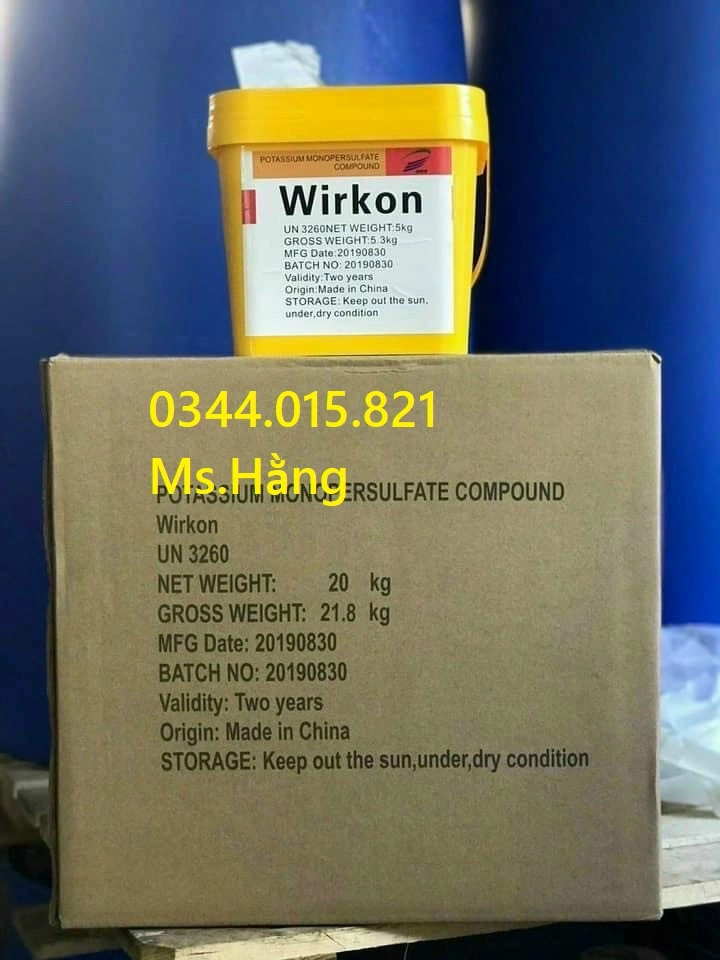 POTASSIUM MONOPERSULFATE
COMPOUND
Wirkon
UN 3260NET WEIGHT:5kg
GROSS WEIGHT:5.3kg
MFG Date:20190830
BATCH NO: 20190830
Validity:Two years
Origin:Made in China
STORAGE: Keep out the sun,
under,dry condition
0344.015.821
Ms.Hằng
POTASSIUM MONOPERSULFATE COMPOUND
Wirkon
UN 3260
NET WEIGHT: 20 kg
GROSS WEIGHT: 21.8 kg
MFG Date: 20190830
BATCH NO: 20190830
Validity: Two years
Origin: Made in China
STORAGE: Keep out the sun,under,dry condition